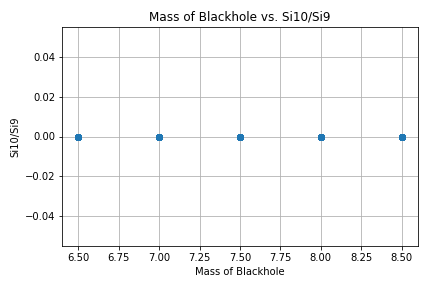 Mass of Blackhole vs. Si10/Si9
Si10/Si9
0.04
0.02
0.00
−0.02
−0.04
6.50 6.75 7.00 7.25 7.50 7.75 8.00 8.25 8.50
Mass of Blackhole